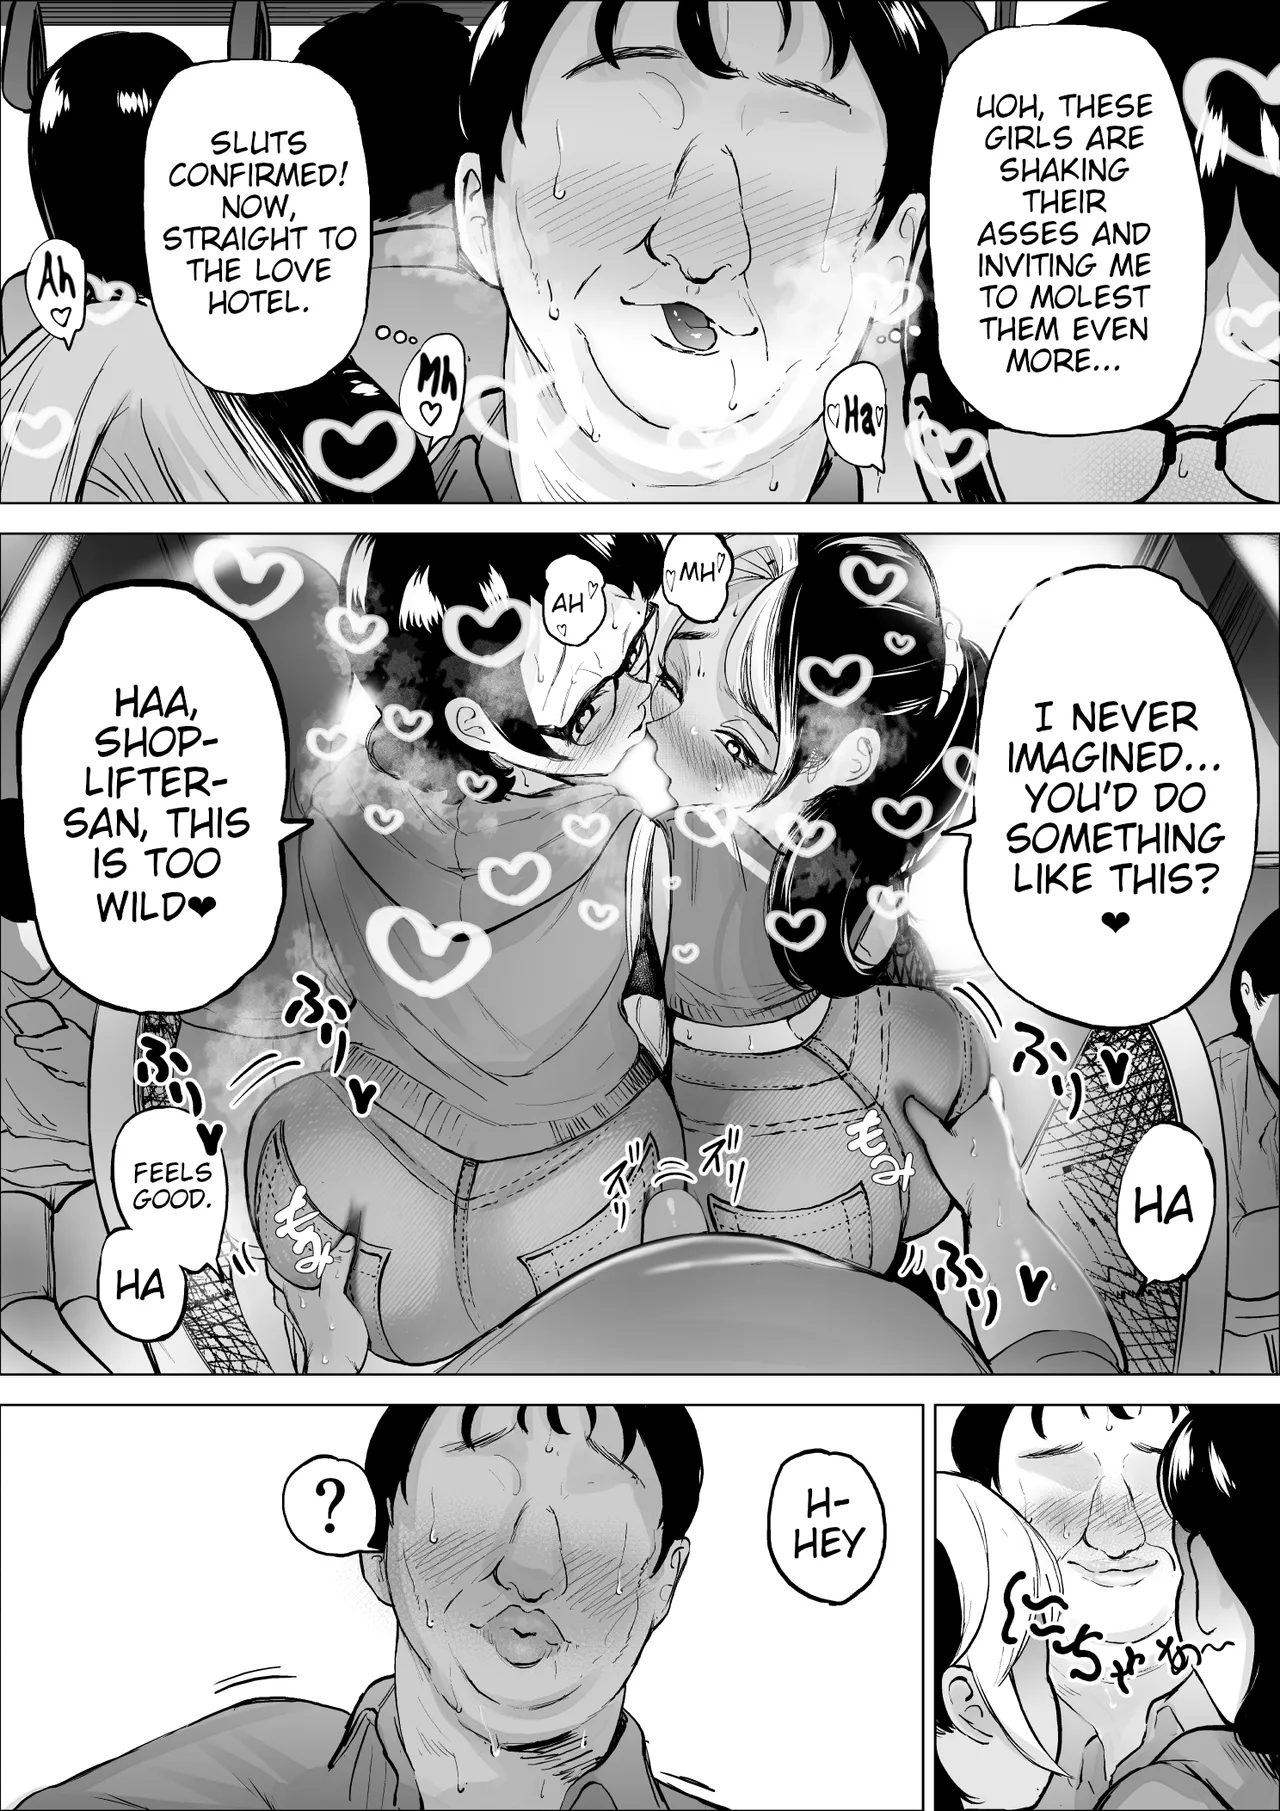 UOH, THESE
GIRLS ARE
SHAKING
THEIR
ASSES AND
INVITING ME
TO MOLEST
THEM EVEN
MORE...
SLUTS
CONFIRMED!
NOW,
STRAIGHT TO
THE LOVE
HOTEL.
Ha
Mh
Ah
MH
AH
I NEVER
IMAGINED...
YOU'D DO
SOMETHING
LIKE THIS?
❤
HAA,
SHOP-
LIFTER-
SAN, THIS
IS TOO
WILD❤
ふり
ふり
ふり
ふり
もみ
もみ
ズリ
ズリ
FEELS
GOOD.
HA
HA
H-
HEY
?